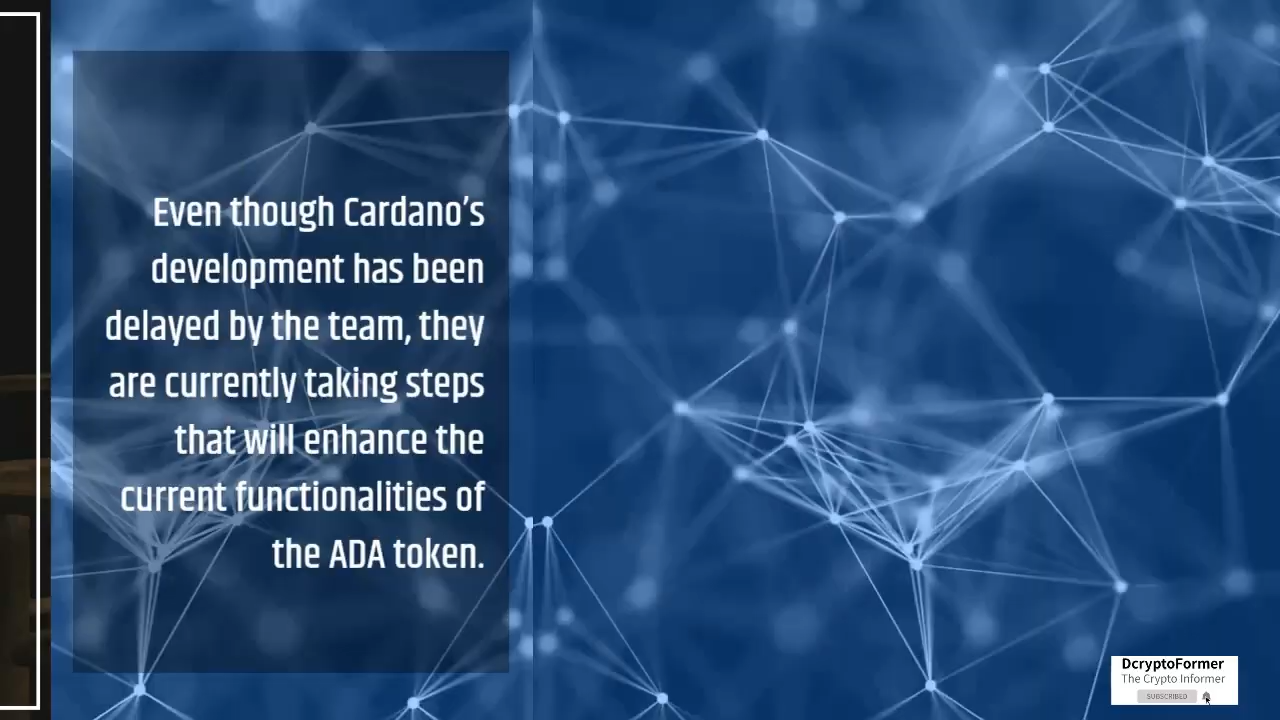 Even though Cardano’s
development has been
delayed by the team, they
are currently taking steps
that will enhance the
current functionalities of
the ADA token.
DcryptoFormer
The Crypto Informer
SUBSCRIBED